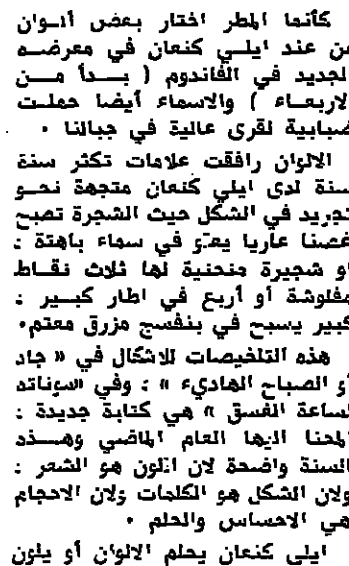 كأنما المطر اختار بعض ألوان
من عند ايلي كنعان في معرضه
لجديد في الفاندوم ( بدأ من
لاربعاء ) والاسماء أيضا حملت
ضبابية لقرى عالية في جبالنا .
الالوان رافقت علامات تكثر سنة
سنة لدى ايلي كنعان متجهة نحو
تجريد في الشكل حيث الشجرة تصبح
غصنا عاريا يعدو في سماء باهتة :
و شجيرة منحنية لها ثلاث نقاط
مفلوشة أو أربع في اطار كبير :
كبير يسبح في بنفسج مزرق معتم.
هذه التلخيصات للاشكال في « جاد
أو الصباح الهاديء » : وفي «سوناته
لساعة الغسق » هي كتابة جديدة :
لمحنا اليها العام الماضي وهذه
السنة واضحة لان اللون هو الشعر :
ولان الشكل هو الكلمات ولان الاحجام
هي الاحساس والحلم .
ايلي كنعان يحلم الالوان أو يلون